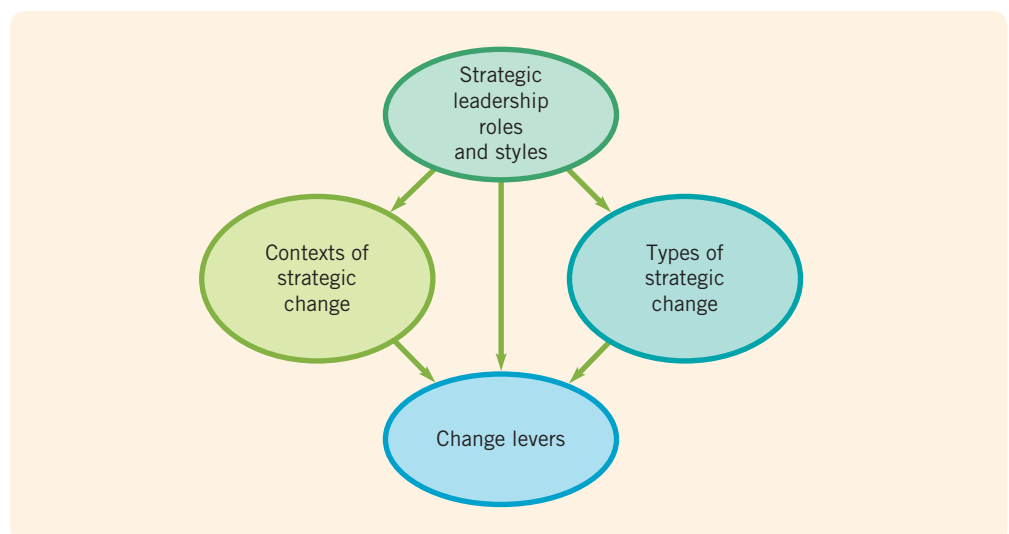 Strategic
leadership
roles
and styles
Contexts of
strategic
change
Types of
strategic
change
Change levers